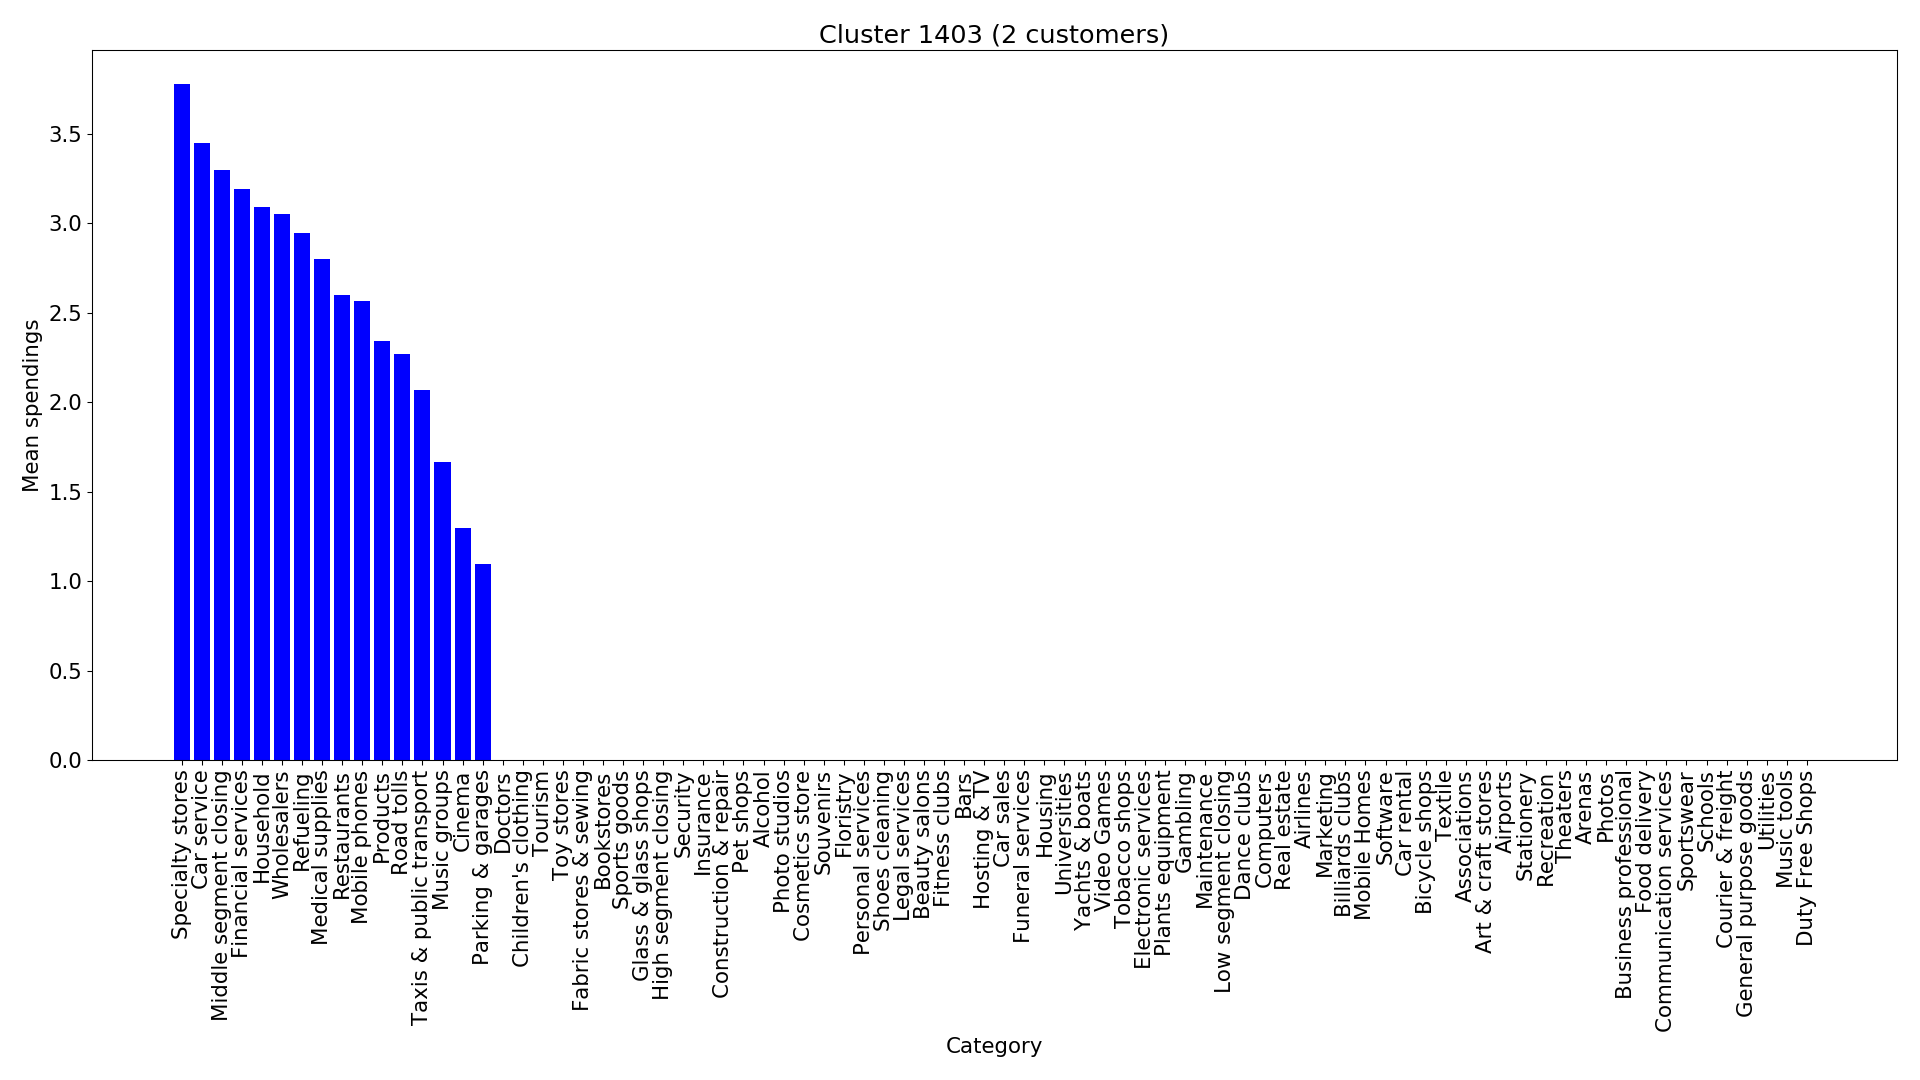 Cluster 1403 (2 customers)
Mean spendings
3.5
3.0
2.5
2.0
1.5
1.0
0.5
0.0
Specialty stores
Car service
Middle segment closing
Financial services
Household
Wholesalers
Refueling
Medical supplies
Restaurants
Mobile phones
Products
Road tolls
Taxis & public transport
Music groups
Cinema
Parking & garages
Doctors
Children's clothing
Tourism
Toy stores
Fabric stores & sewing
Bookstores
Sports goods
Glass & glass shops
High segment closing
Security
Insurance
Construction & repair
Pet shops
Alcohol
Photo studios
Cosmetics store
Souvenirs
Floristry
Personal services
Shoes cleaning
Legal services
Beauty salons
Fitness clubs
Bars
Hosting & TV
Car sales
Funeral services
Housing
Universities
Yachts & boats
Video Games
Tobacco shops
Electronic services
Plants equipment
Gambling
Maintenance
Low segment closing
Dance clubs
Computers
Real estate
Airlines
Marketing
Billiards clubs
Mobile Homes
Software
Car rental
Bicycle shops
Textile
Associations
Art & craft stores
Airports
Stationery
Recreation
Theaters
Arenas
Photos
Business professional
Food delivery
Communication services
Sportswear
Schools
Courier & freight
General purpose goods
Utilities
Music tools
Duty Free Shops
Category